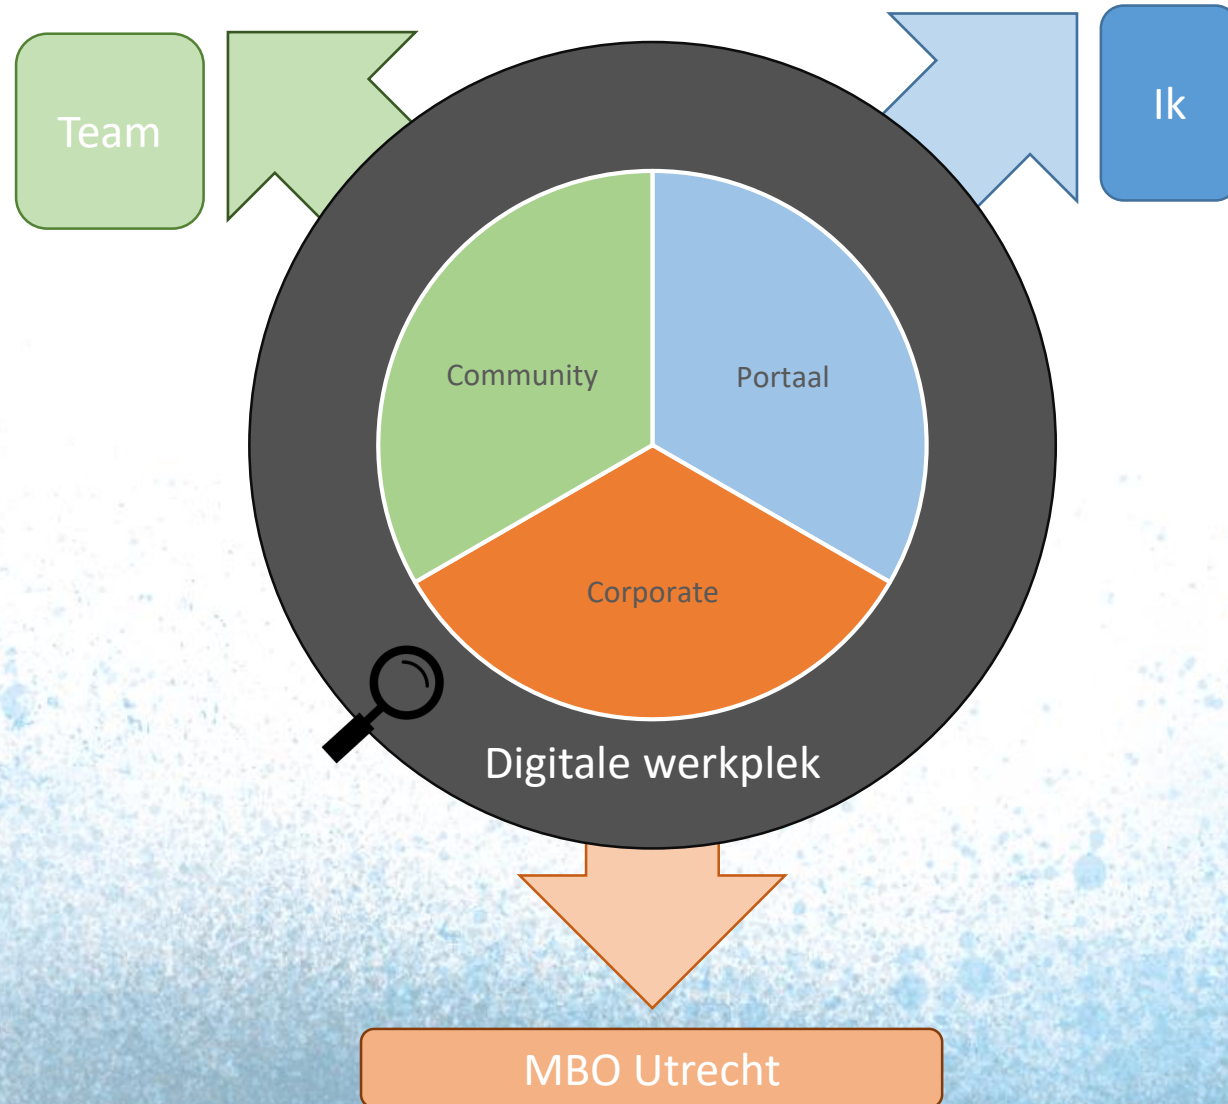 Team
Ik
Community
Portaal
Corporate
Digitale werkplek
MBO Utrecht